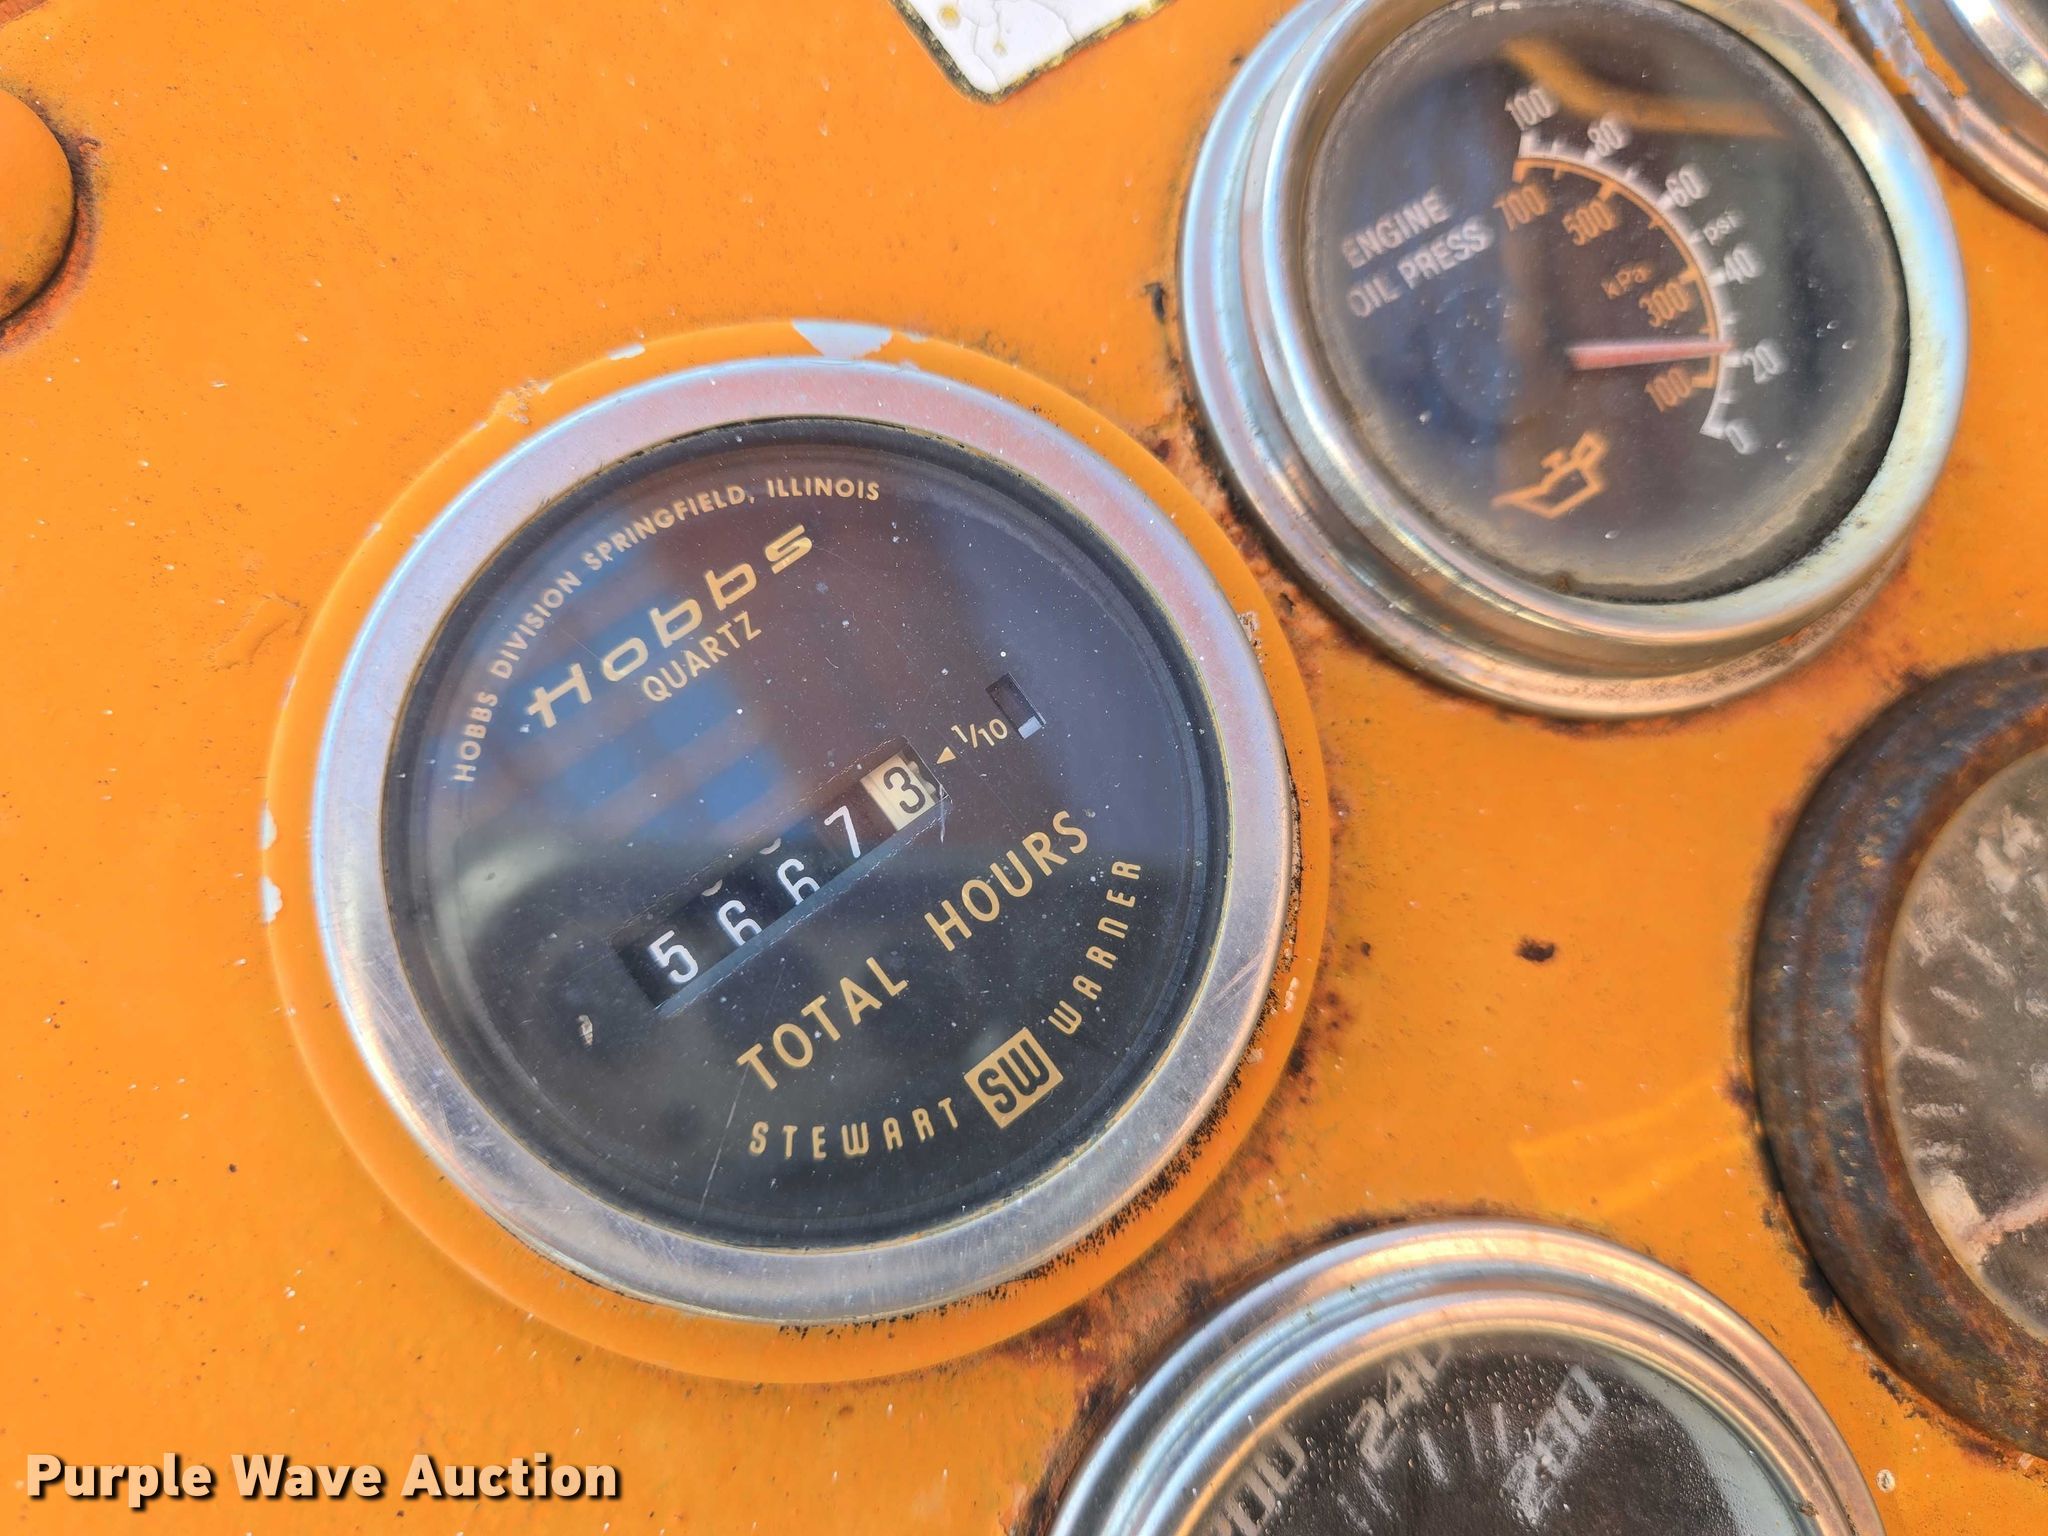 HOBBS DIVISION SPRINGFIELD, ILLINOIS
Hobbs
QUARTZ
5 6 6 7 3
◄ 1/10
TOTAL HOURS
STEWART SW WARNER
ENGINE
OIL PRESS
100 80 60 psi 40 20 0
700 500 kPa 300 100
240
Purple Wave Auction